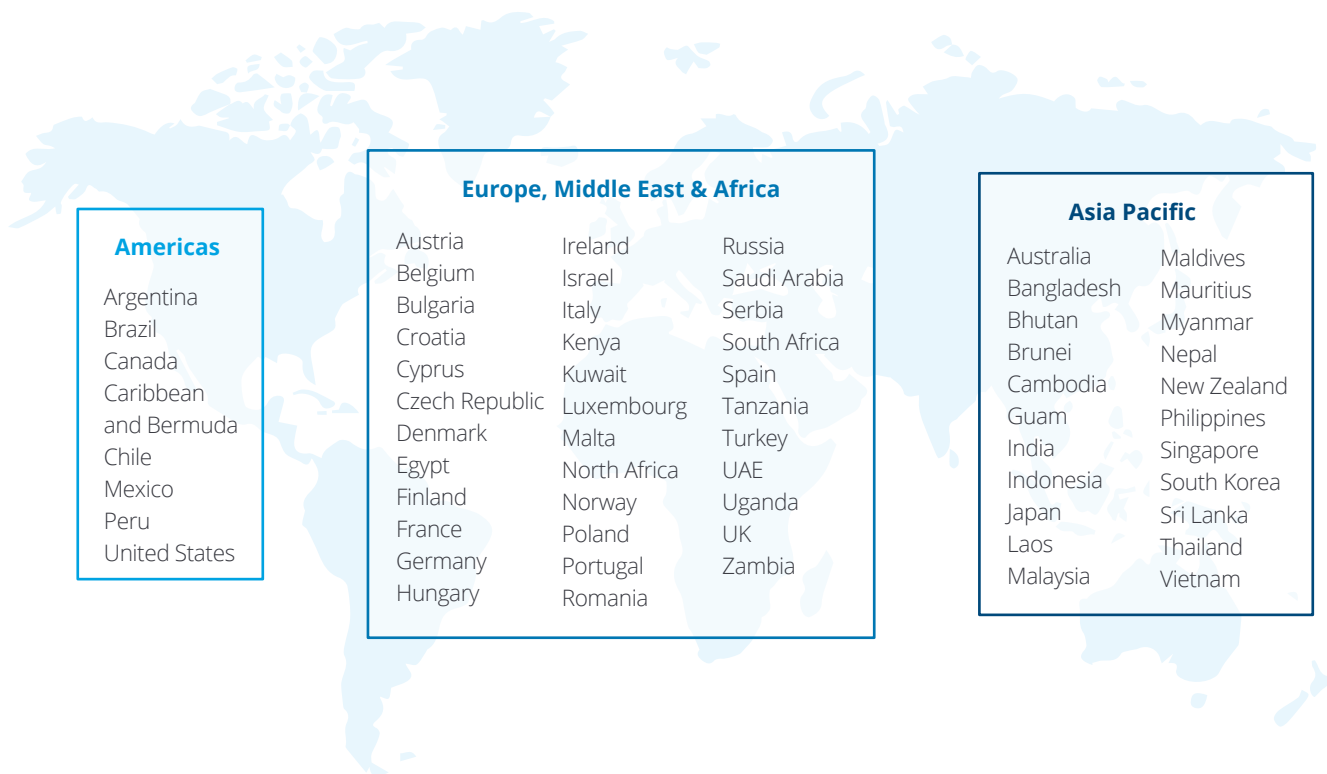 Americas
Argentina
Brazil
Canada
Caribbean
and Bermuda
Chile
Mexico
Peru
United States
Europe, Middle East & Africa
Austria
Belgium
Bulgaria
Croatia
Cyprus
Czech Republic
Denmark
Egypt
Finland
France
Germany
Hungary
Ireland
Israel
Italy
Kenya
Kuwait
Luxembourg
Malta
North Africa
Norway
Poland
Portugal
Romania
Russia
Saudi Arabia
Serbia
South Africa
Spain
Tanzania
Turkey
UAE
Uganda
UK
Zambia
Asia Pacific
Australia
Bangladesh
Bhutan
Brunei
Cambodia
Guam
India
Indonesia
Japan
Laos
Malaysia
Maldives
Mauritius
Myanmar
Nepal
New Zealand
Philippines
Singapore
South Korea
Sri Lanka
Thailand
Vietnam